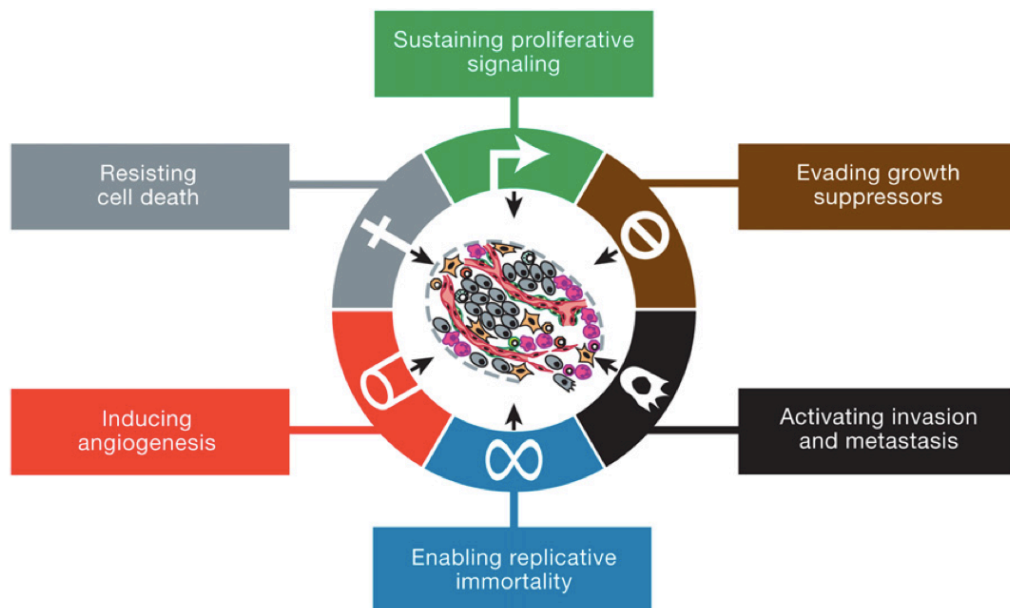 Sustaining proliferative
signaling
Resisting
cell death
Evading growth
suppressors
Inducing
angiogenesis
Activating invasion
and metastasis
Enabling replicative
immortality